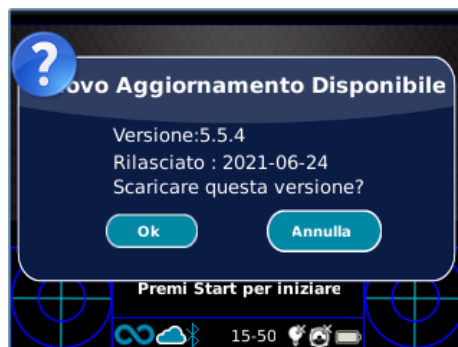 ovo Aggiornamento Disponibile
Versione:5.5.4
Rilasciato : 2021-06-24
Scaricare questa versione?
Ok
Annulla
Premi Start per iniziare
15-50